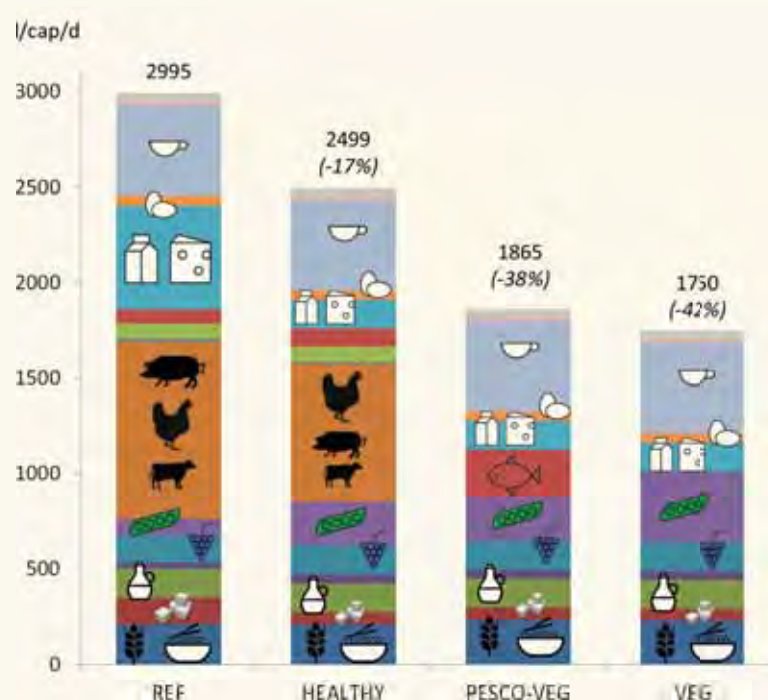 l/cap/d
3000
2500
2000
1500
1000
500
0
2995
2499
(-17%)
1865
(-38%)
1750
(-42%)
REF
HEALTHY
PESCO-VEG
VEG